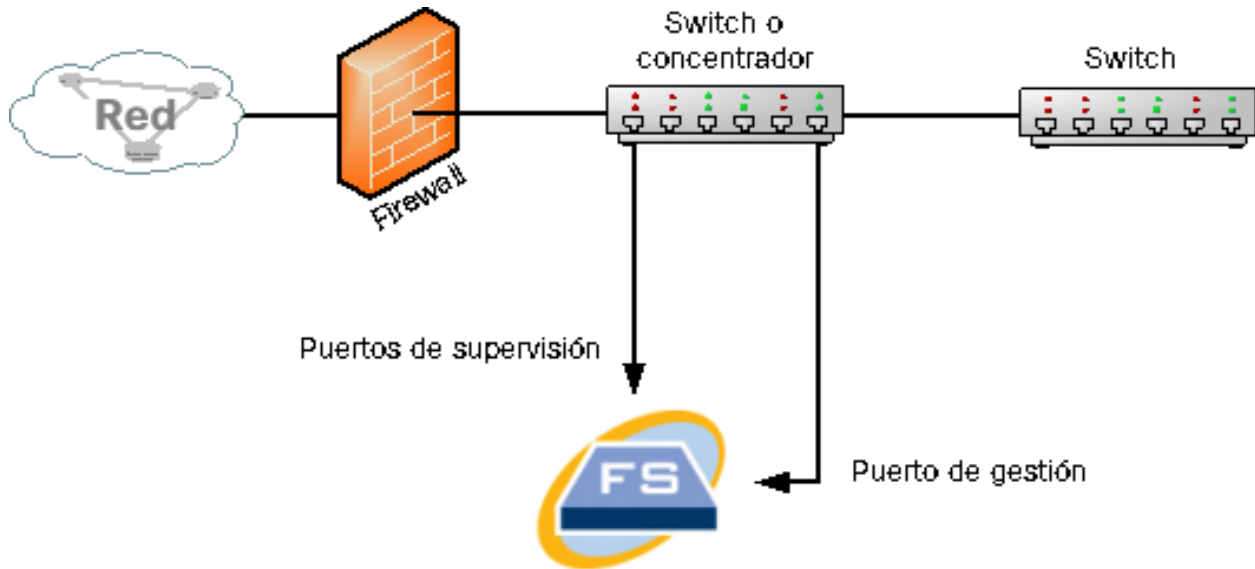 Switch o
concentrador
Switch
Red
Firewall
Puertos de supervisión
FS
Puerto de gestión